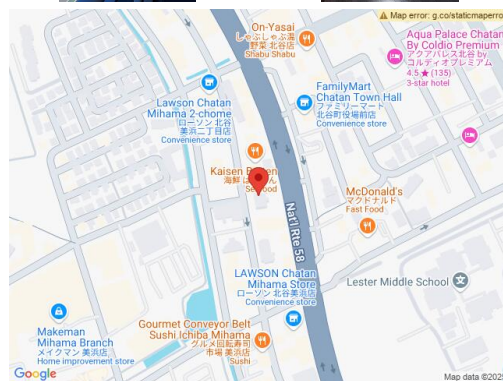 Map error: g.co/staticmaperror
On-Yasai
しゃぶしゃぶ温
野菜 北谷店
Shabu Shabu
Aqua Palace Chatan
By Coldio Premium
アクアパレス北谷 by
コルディオプレミアム
4.5★ (135)
3-star hotel
Lawson Chatan
Mihama 2-chome
ローソン 北谷
美浜二丁目店
Convenience store
FamilyMart
Chatan Town Hall
ファミリーマート
北谷町役場前店
Convenience store
Kaisen
海鮮
McDonald's
マクドナルド
Fast Food
Nat'l Rte 58
LAWSON Chatan
Mihama Store
ローソン 北谷美浜店
Convenience store
Lester Middle School
Makeman
Mihama Branch
メイクマン 美浜店
Home improvement store
Gourmet Conveyor Belt
Sushi Ichiba Mihama
グルメ回転寿司
市場 美浜店
Sushi
Google
Map data ©202